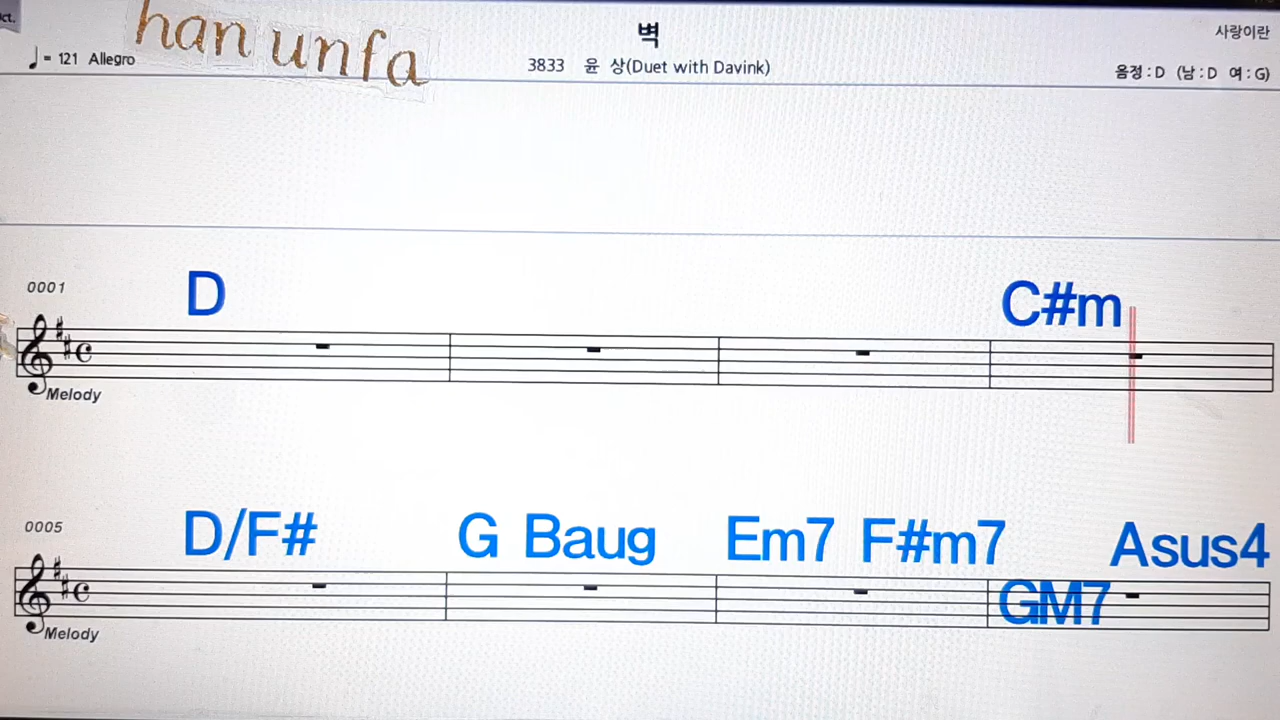 ct.
han unfa
벽
사랑이란
♩= 121 Allegro
3833 윤 상(Duet with Davink)
음정:D (남:D 여:G)
0001
D
C#m
Melody
0005
D/F# G Baug Em7 F#m7 Asus4
GM7
Melody